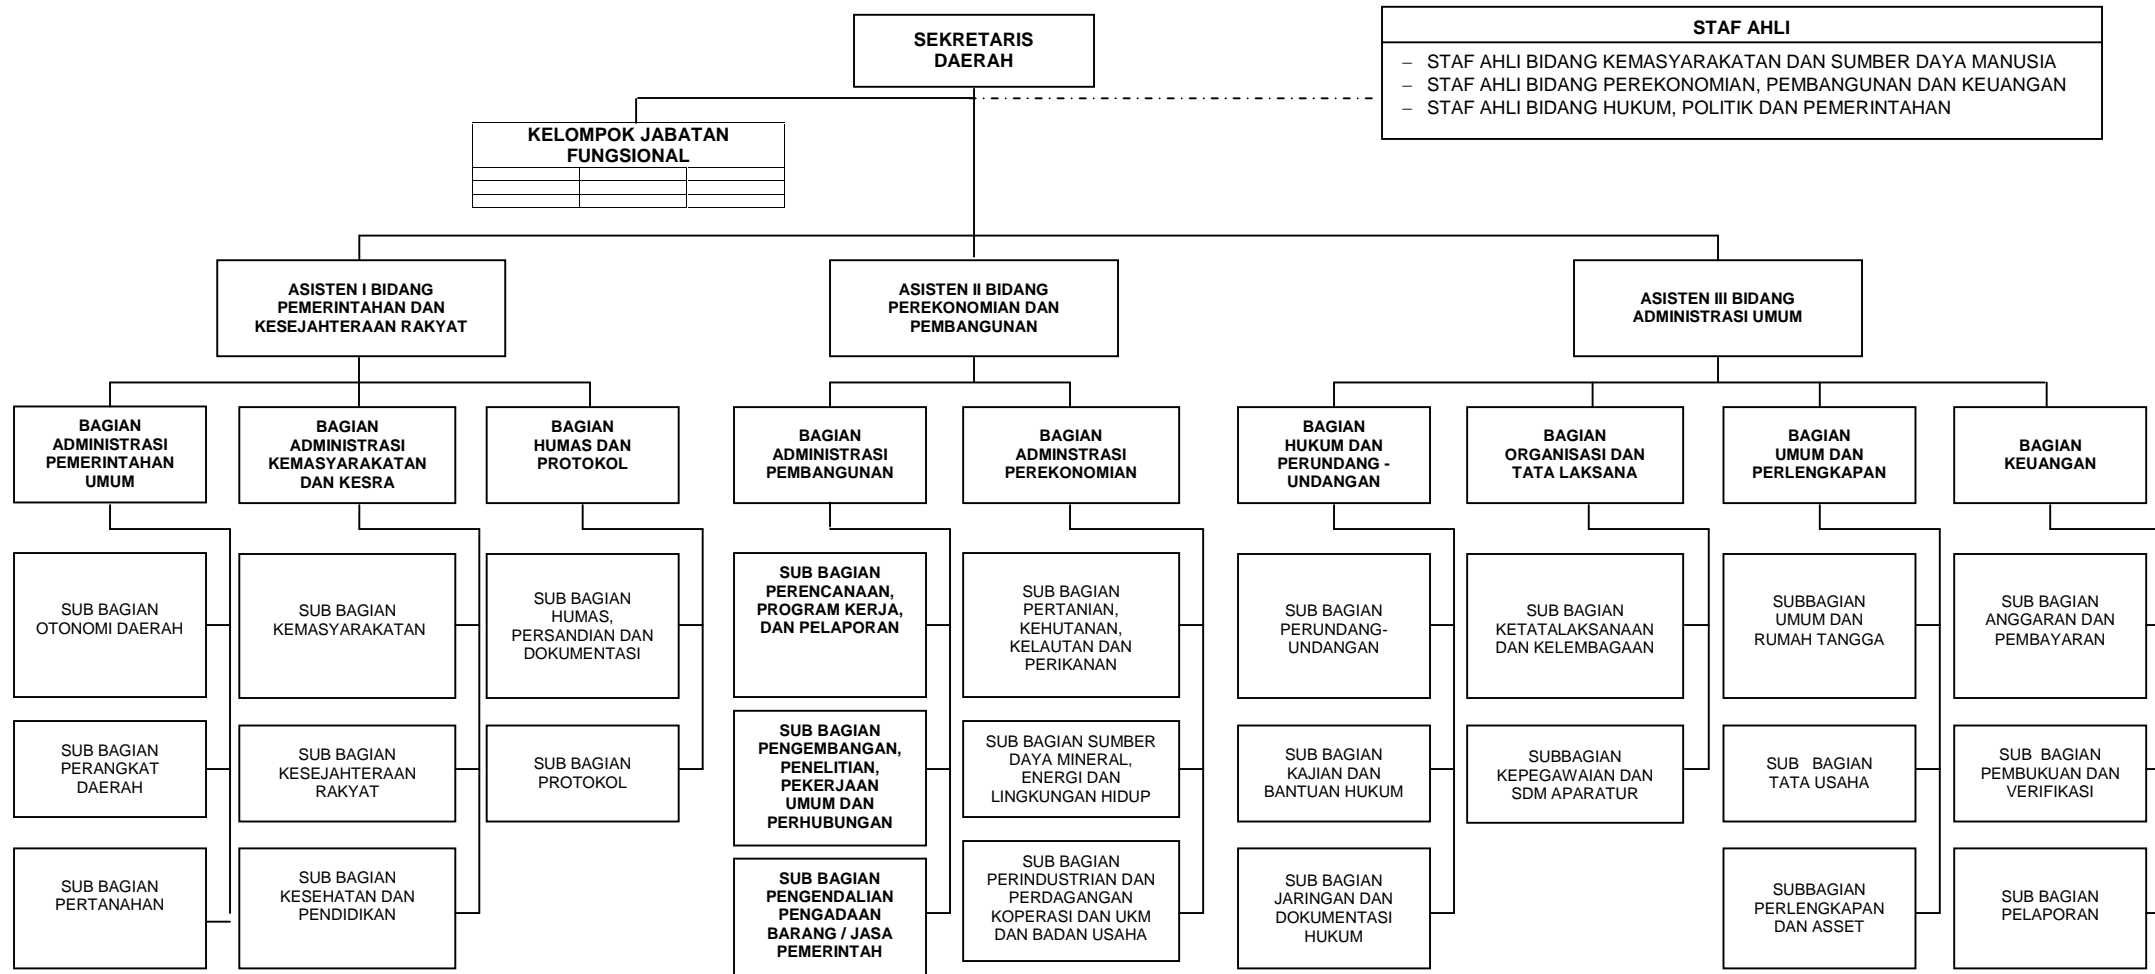 SEKRETARIS
DAERAH
STAF AHLI
– STAF AHLI BIDANG KEMASYARAKATAN DAN SUMBER DAYA MANUSIA
– STAF AHLI BIDANG PEREKONOMIAN, PEMBANGUNAN DAN KEUANGAN
– STAF AHLI BIDANG HUKUM, POLITIK DAN PEMERINTAHAN
KELOMPOK JABATAN
FUNGSIONAL
ASISTEN I BIDANG
PEMERINTAHAN DAN
KESEJAHTERAAN RAKYAT
ASISTEN II BIDANG
PEREKONOMIAN DAN
PEMBANGUNAN
ASISTEN III BIDANG
ADMINISTRASI UMUM
BAGIAN
ADMINISTRASI
PEMERINTAHAN
UMUM
BAGIAN
ADMINISTRASI
KEMASYARAKATAN
DAN KESRA
BAGIAN
HUMAS DAN
PROTOKOL
BAGIAN
ADMINISTRASI
PEMBANGUNAN
BAGIAN
ADMINSTRASI
PEREKONOMIAN
BAGIAN
HUKUM DAN
PERUNDANG -
UNDANGAN
BAGIAN
ORGANISASI DAN
TATA LAKSANA
BAGIAN
UMUM DAN
PERLENGKAPAN
BAGIAN
KEUANGAN
SUB BAGIAN
OTONOMI DAERAH
SUB BAGIAN
KEMASYARAKATAN
SUB BAGIAN
HUMAS,
PERSANDIAN DAN
DOKUMENTASI
SUB BAGIAN
PERENCANAAN,
PROGRAM KERJA,
DAN PELAPORAN
SUB BAGIAN
PERTANIAN,
KEHUTANAN,
KELAUTAN DAN
PERIKANAN
SUB BAGIAN
PERUNDANG-
UNDANGAN
SUB BAGIAN
KETATALAKSANAAN
DAN KELEMBAGAAN
SUBBAGIAN
UMUM DAN
RUMAH TANGGA
SUB BAGIAN
ANGGARAN DAN
PEMBAYARAN
SUB BAGIAN
PERANGKAT
DAERAH
SUB BAGIAN
KESEJAHTERAAN
RAKYAT
SUB BAGIAN
PROTOKOL
SUB BAGIAN
PENGEMBANGAN,
PENELITIAN,
PEKERJAAN
UMUM DAN
PERHUBUNGAN
SUB BAGIAN SUMBER
DAYA MINERAL,
ENERGI DAN
LINGKUNGAN HIDUP
SUB BAGIAN
KAJIAN DAN
BANTUAN HUKUM
SUBBAGIAN
KEPEGAWAIAN DAN
SDM APARATUR
SUB BAGIAN
TATA USAHA
SUB BAGIAN
PEMBUKUAN DAN
VERIFIKASI
SUB BAGIAN
PERTANAHAN
SUB BAGIAN
KESEHATAN DAN
PENDIDIKAN
SUB BAGIAN
PENGENDALIAN
PENGADAAN
BARANG / JASA
PEMERINTAH
SUB BAGIAN
PERINDUSTRIAN DAN
PERDAGANGAN
KOPERASI DAN UKM
DAN BADAN USAHA
SUB BAGIAN
JARINGAN DAN
DOKUMENTASI
HUKUM
SUBBAGIAN
PERLENGKAPAN
DAN ASSET
SUB BAGIAN
PELAPORAN